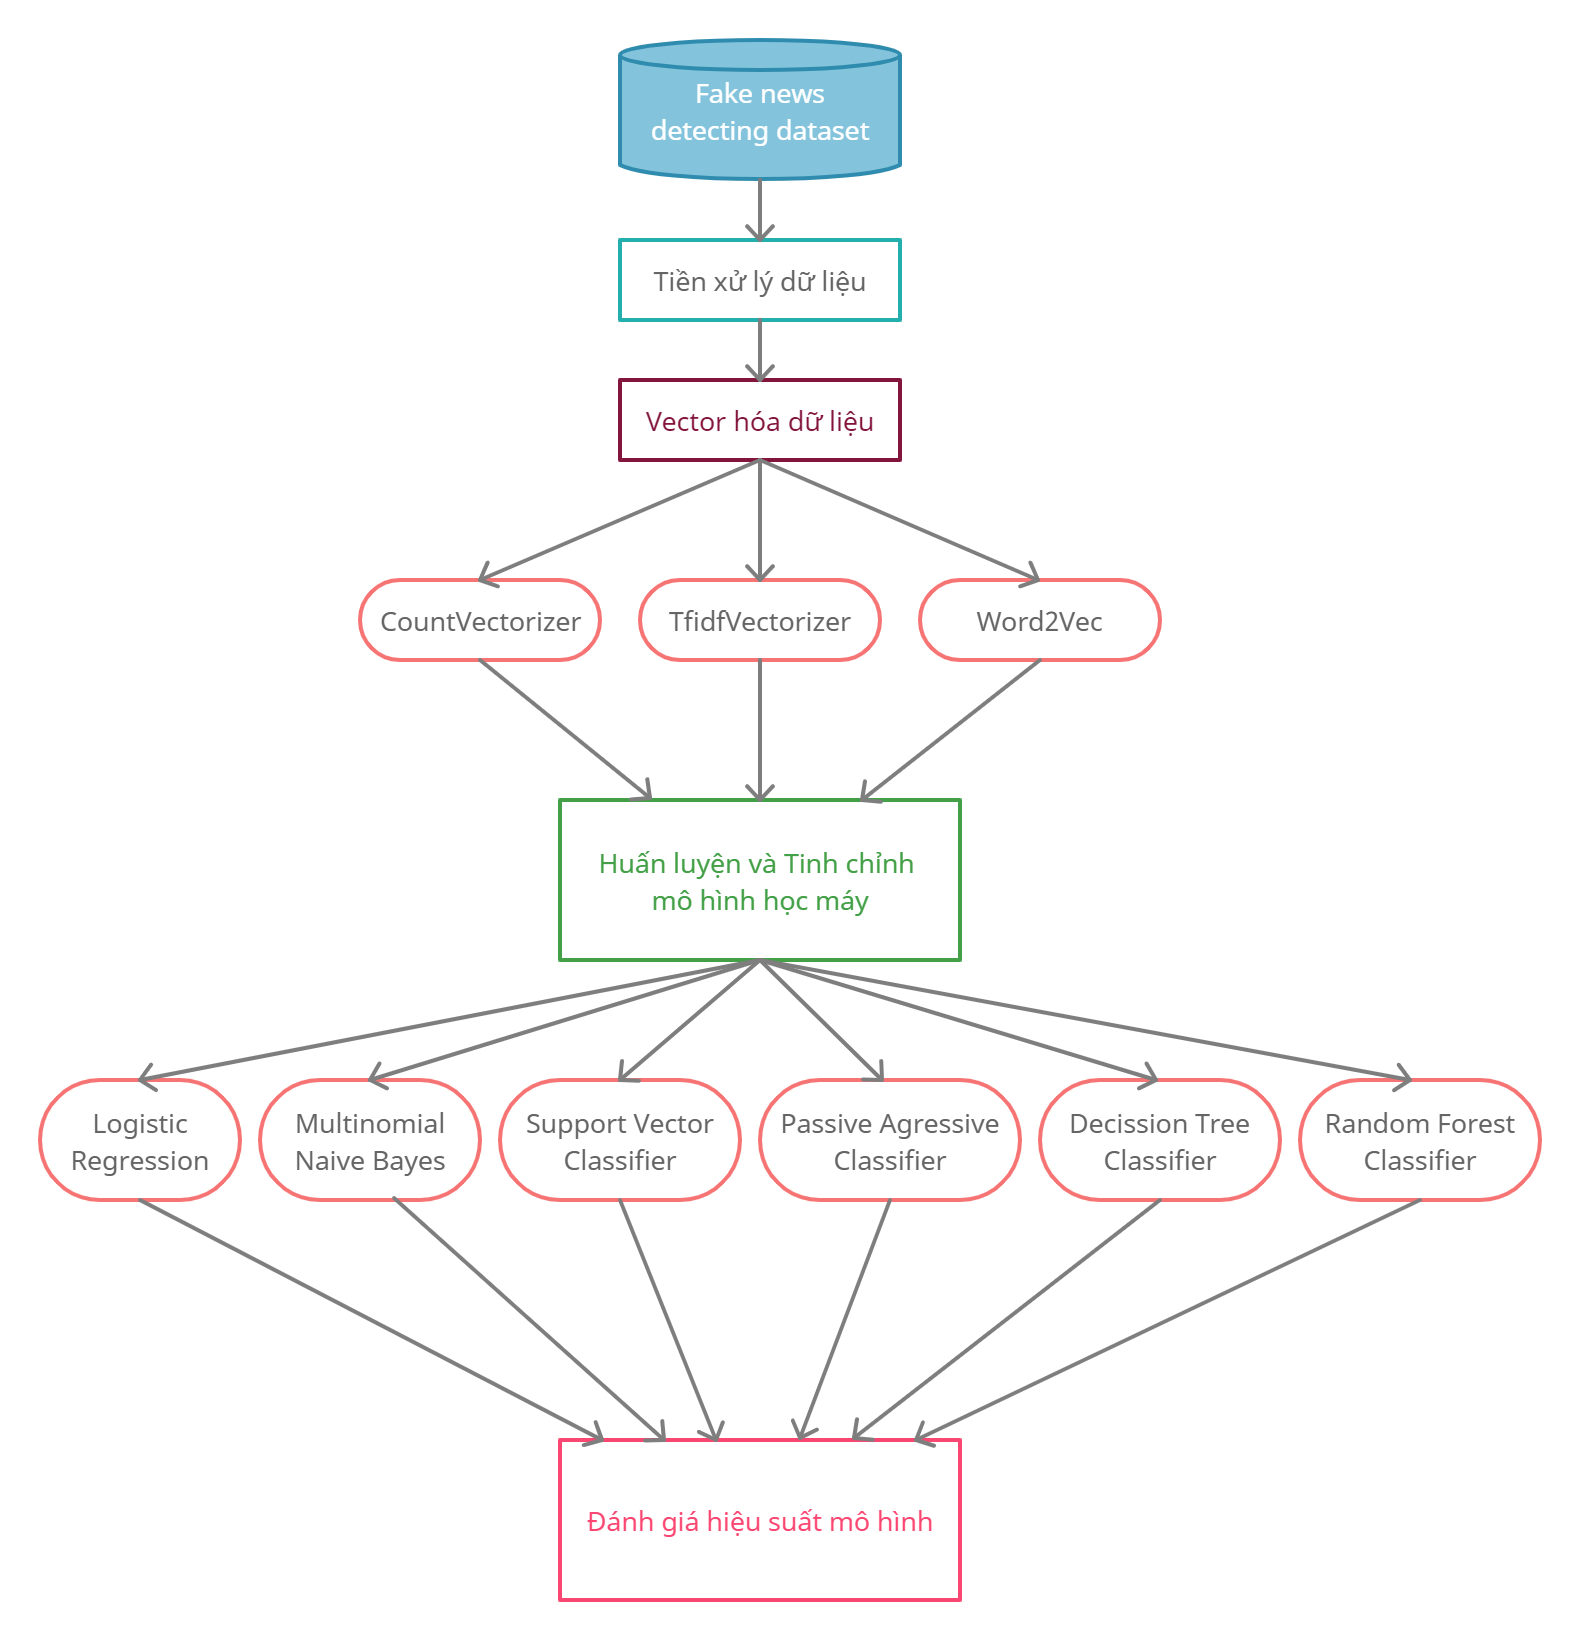 Fake news
detecting dataset
Tiền xử lý dữ liệu
Vector hóa dữ liệu
CountVectorizer
TfidfVectorizer
Word2Vec
Huấn luyện và Tinh chỉnh
mô hình học máy
Logistic
Regression
Multinomial
Naive Bayes
Support Vector
Classifier
Passive Agressive
Classifier
Decission Tree
Classifier
Random Forest
Classifier
Đánh giá hiệu suất mô hình